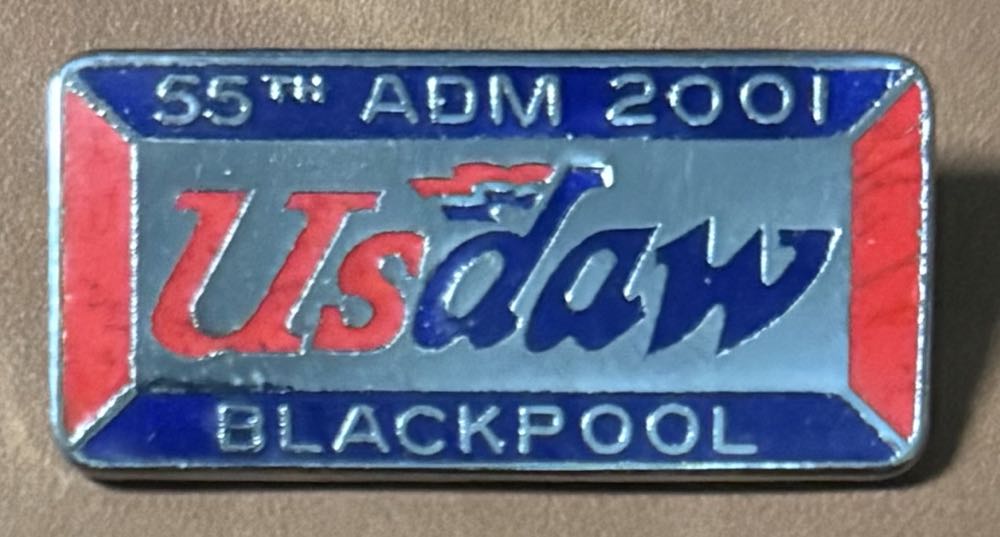 55TH ADM 2001
Usdaw
BLACKPOOL